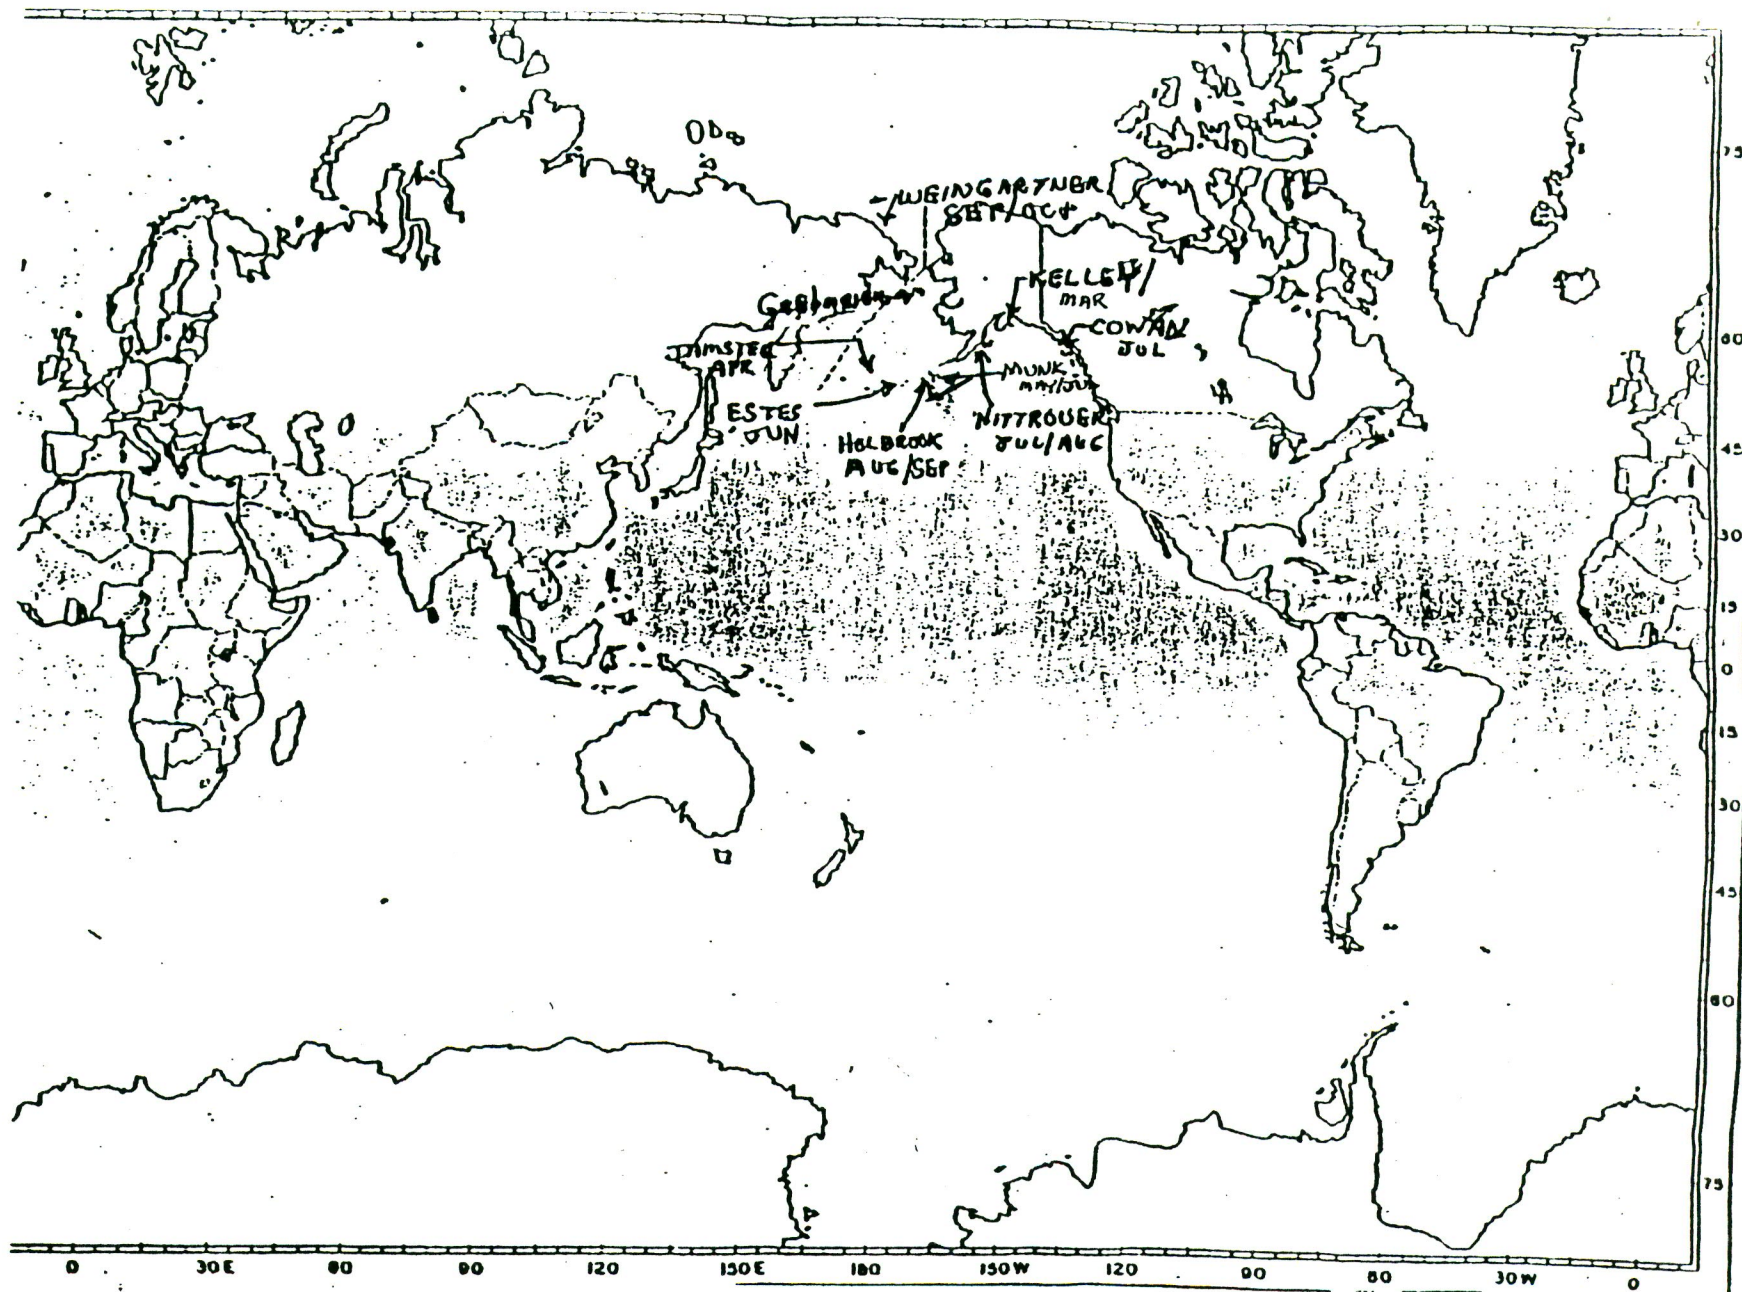 WEINGARTNER
SEP/OCT
KELLEY/
MAR
COWAN
JUL
APR
MUNK
MAY/JUN
ESTES
JUN
NITTROUER
JUL/AUG
HOLBROOK
AUG/SEP
75
60
45
30
15
0
15
30
45
60
75
0
30E
60
90
120
150E
180
150W
120
90
60
30W
0